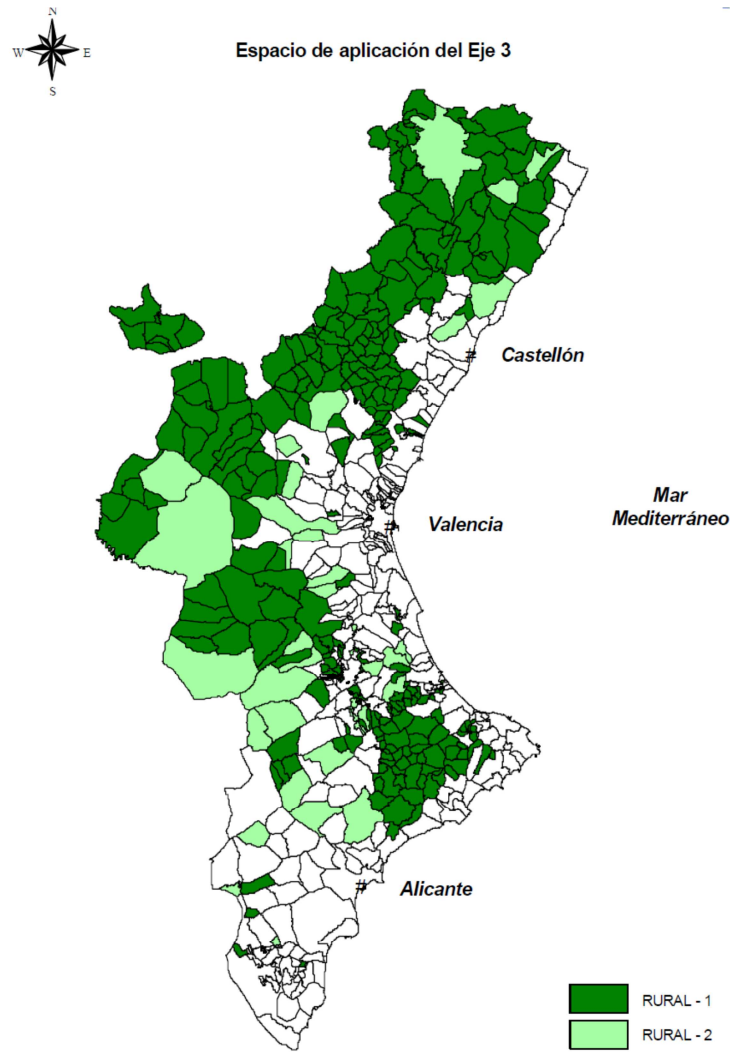 N
W E
S
Espacio de aplicación del Eje 3
# Castellón
# Valencia
Mar
Mediterráneo
# Alicante
RURAL - 1
RURAL - 2